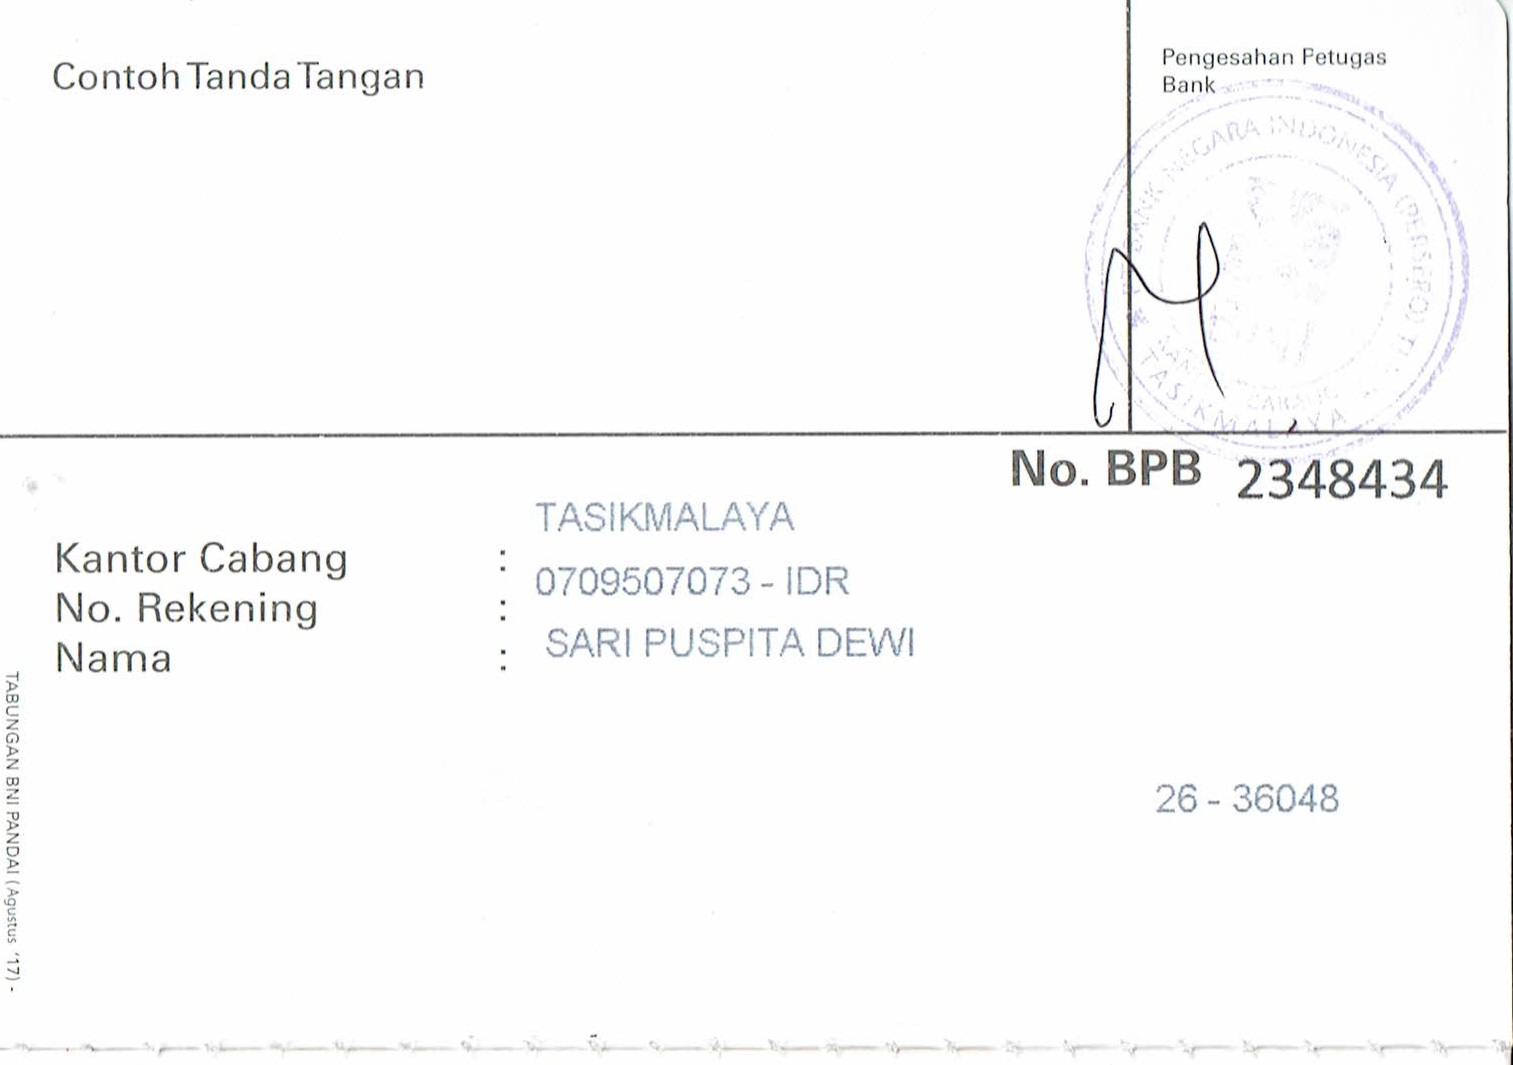 Contoh Tanda Tangan
Pengesahan Petugas
Bank
BANK NEGARA INDONESIA (PERSERO)
CABANG
TASIKMALAYA
No. BPB 2348434
TASIKMALAYA
Kantor Cabang :
0709507073 - IDR
No. Rekening :
SARI PUSPITA DEWI
Nama :
26 - 36048
TABUNGAN BNI PANDAI (Agustus '17) -